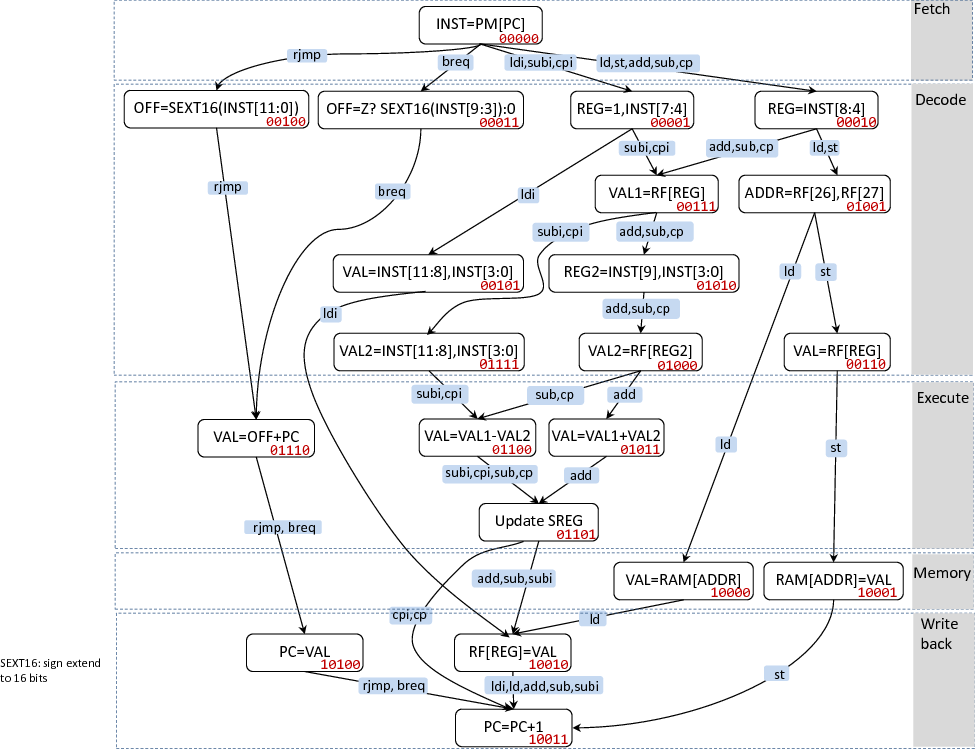 Fetch
INST=PM[PC]
00000
rjmp
breq
ldi,subi,cpi
ld,st,add,sub,cp
Decode
OFF=SEXT16(INST[11:0])
00100
OFF=Z? SEXT16(INST[9:3]):0
00011
REG=1,INST[7:4]
00001
REG=INST[8:4]
00010
subi,cpi
add,sub,cp
ld,st
rjmp
breq
ldi
VAL1=RF[REG]
00111
ADDR=RF[26],RF[27]
01001
subi,cpi
add,sub,cp
VAL=INST[11:8],INST[3:0]
00101
REG2=INST[9],INST[3:0]
01010
ld
st
ldi
add,sub,cp
VAL2=INST[11:8],INST[3:0]
01111
VAL2=RF[REG2]
01000
VAL=RF[REG]
00110
Execute
subi,cpi
sub,cp
add
VAL=OFF+PC
01110
VAL=VAL1-VAL2
01100
VAL=VAL1+VAL2
01011
ld
st
subi,cpi,sub,cp
add
Update SREG
01101
rjmp, breq
Memory
add,sub,subi
VAL=RAM[ADDR]
10000
RAM[ADDR]=VAL
10001
cpi,cp
ld
Write
back
SEXT16: sign extend
to 16 bits
PC=VAL
10100
RF[REG]=VAL
10010
rjmp, breq
ldi,ld,add,sub,subi
st
PC=PC+1
10011